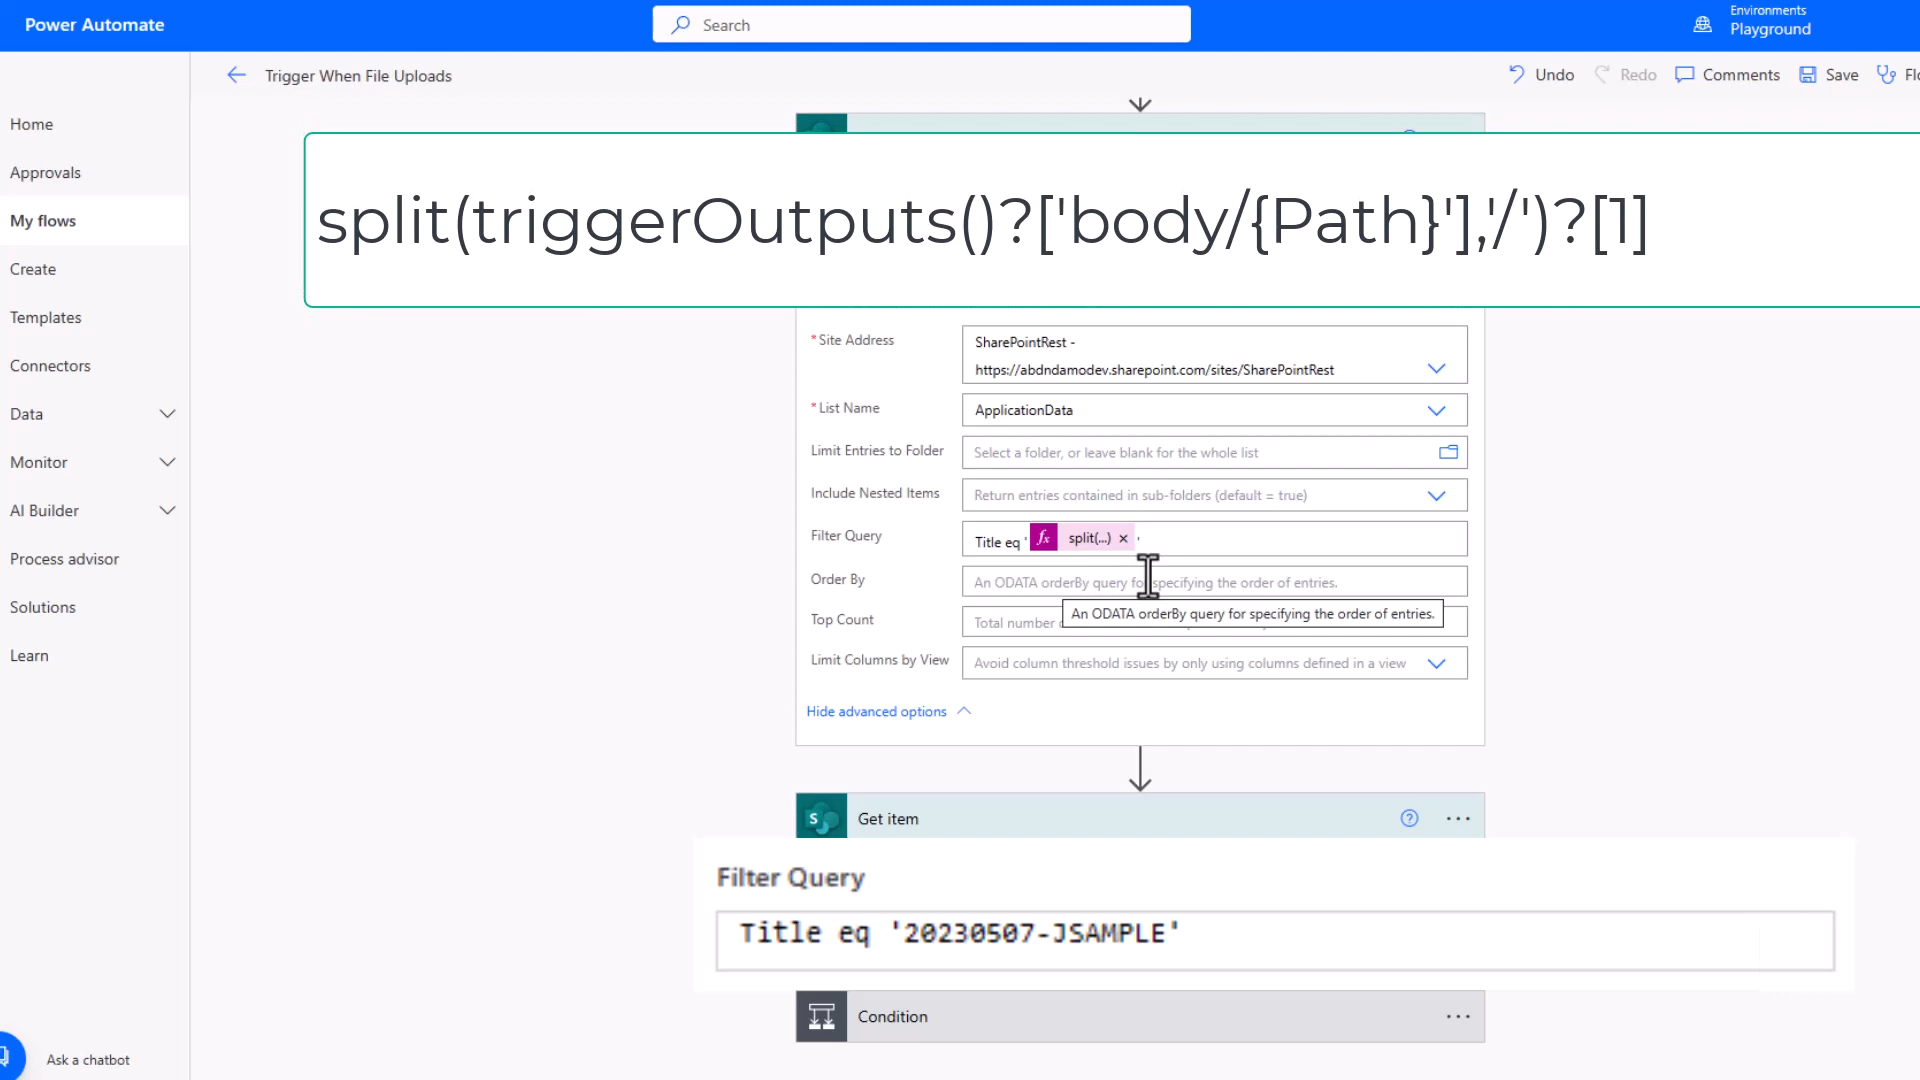 Power Automate
Search
Environments
Playground
Trigger When File Uploads
Undo
Redo
Comments
Save
Flo
Home
Approvals
My flows
Create
Templates
Connectors
Data
Monitor
AI Builder
Process advisor
Solutions
Learn
Ask a chatbot
split(triggerOutputs()?['body/{Path}'],'/')?[1]
* Site Address
SharePointRest -
https://abdndamodev.sharepoint.com/sites/SharePointRest
* List Name
ApplicationData
Limit Entries to Folder
Select a folder, or leave blank for the whole list
Include Nested Items
Return entries contained in sub-folders (default = true)
Filter Query
Title eq ' fx split(...) × '
Order By
An ODATA orderBy query for specifying the order of entries.
An ODATA orderBy query for specifying the order of entries.
Top Count
Total number
Limit Columns by View
Avoid column threshold issues by only using columns defined in a view
Hide advanced options
S
Get item
?
...
Filter Query
Title eq '20230507-JSAMPLE'
Condition
...